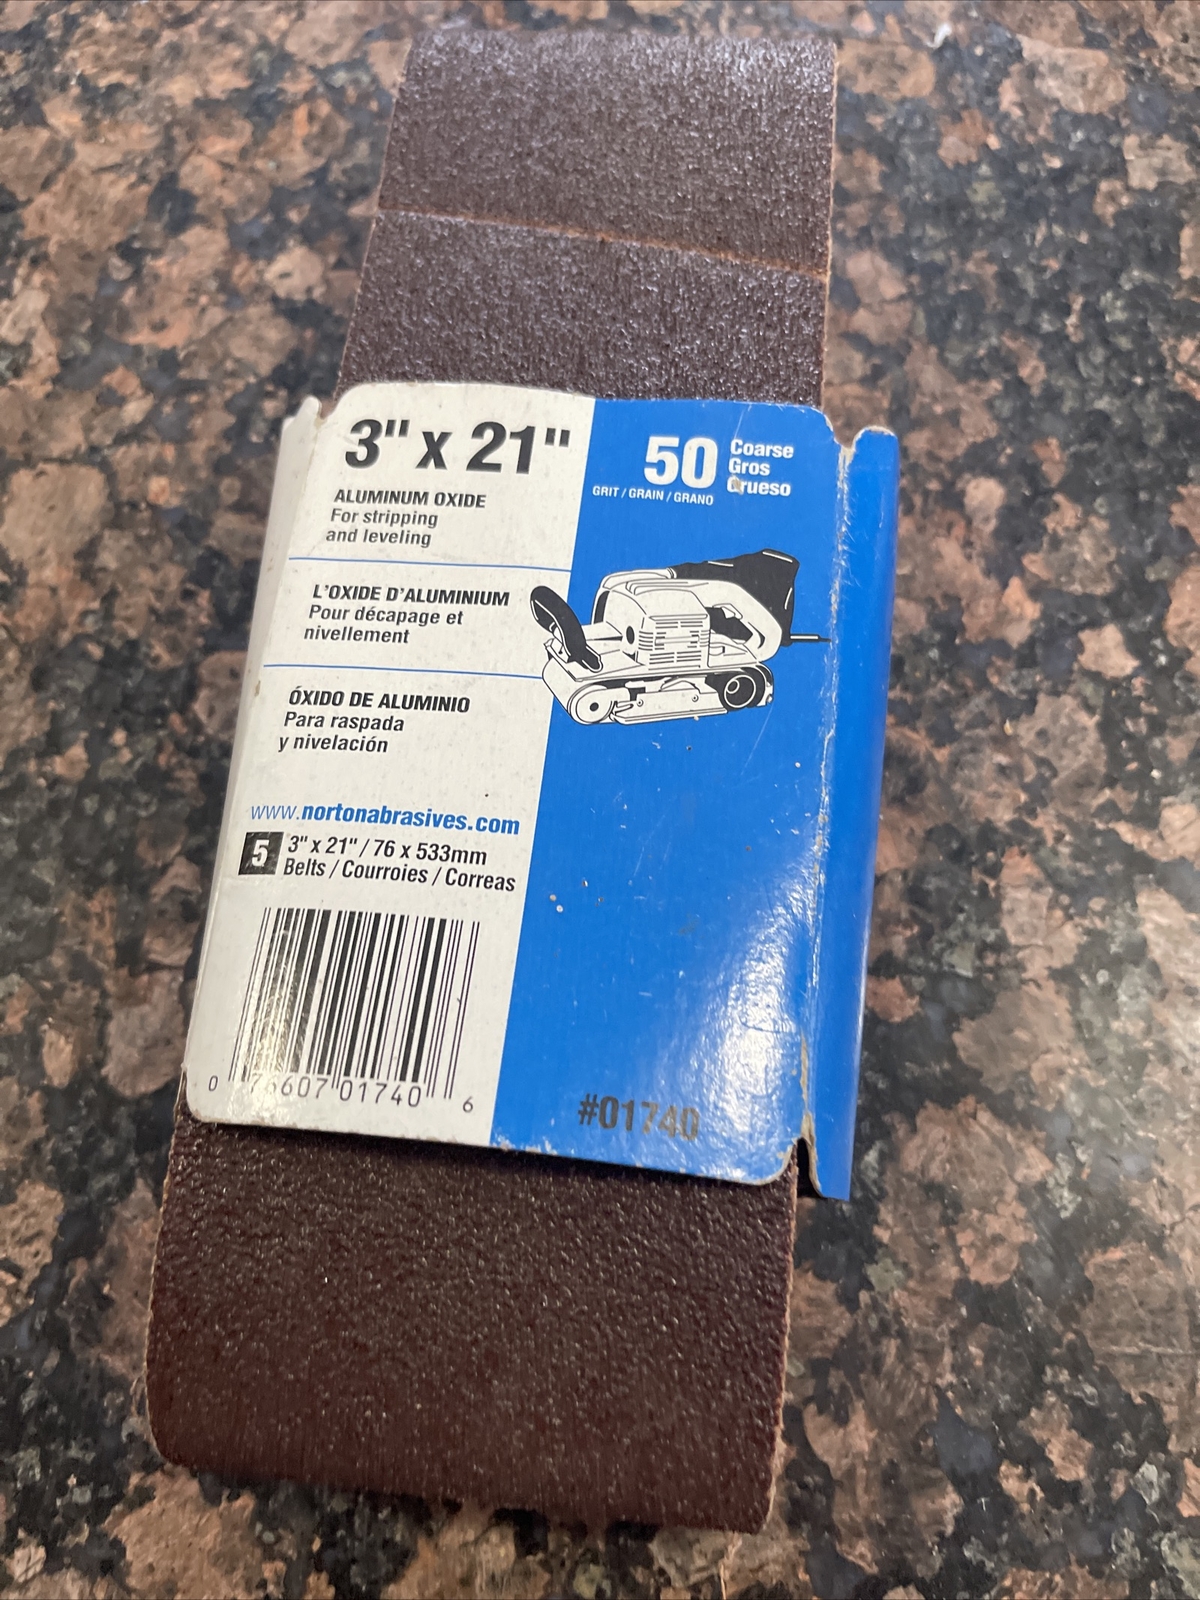 3" x 21"
ALUMINUM OXIDE
For stripping
and leveling
L'OXIDE D'ALUMINIUM
Pour décapage et
nivellement
ÓXIDO DE ALUMINIO
Para raspada
y nivelación
www.nortonabrasives.com
5 3" x 21" / 76 x 533mm
Belts / Courroies / Correas
0 76607 01740 6
50 Coarse
Gros
Grueso
GRIT / GRAIN / GRANO
#01740